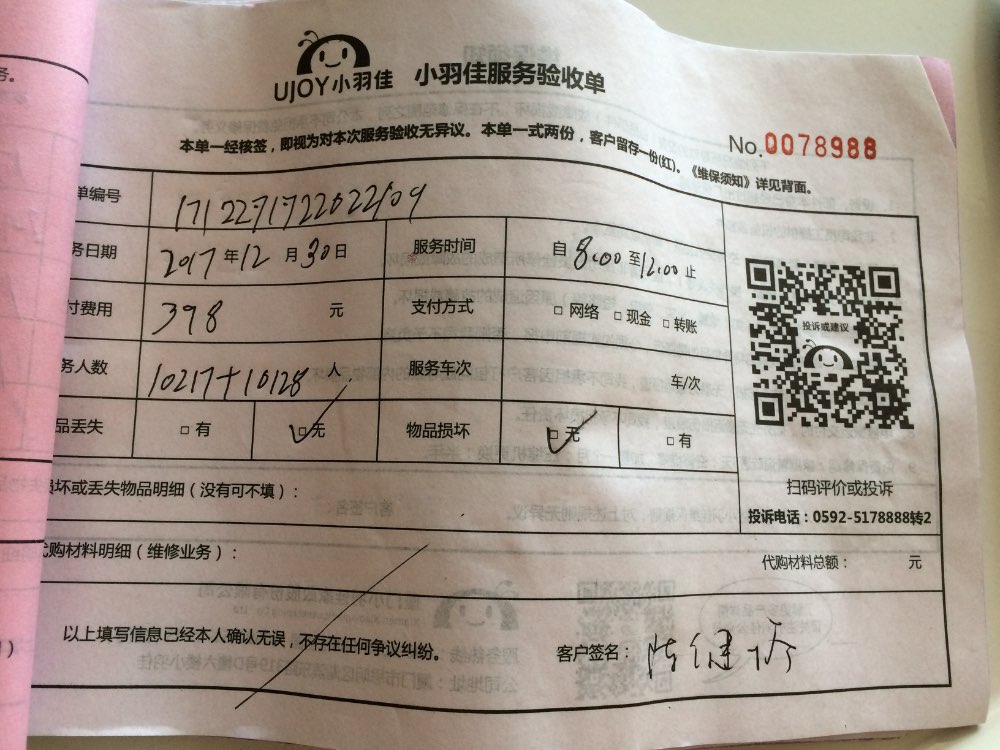 务。
UJOY小羽佳 小羽佳服务验收单
本单一经核签，即视为对本次服务验收无异议。本单一式两份，客户留存一份(红)。《维保须知》详见背面。
No.0078988
单编号
务日期 2017年12月30日 服务时间 自8:00至12:00止
付费用 398 元 支付方式 □网络 □现金 □转账
务人数 10217+10128 人 服务车次 车/次
品丢失 □有 □无 物品损坏 □无 □有
投诉或建议
扫码评价或投诉
投诉电话：0592-5178888转2
损坏或丢失物品明细（没有可不填）：
代购材料明细（维修业务）： 代购材料总额： 元
以上填写信息已经本人确认无误，不存在任何争议纠纷。 客户签名：